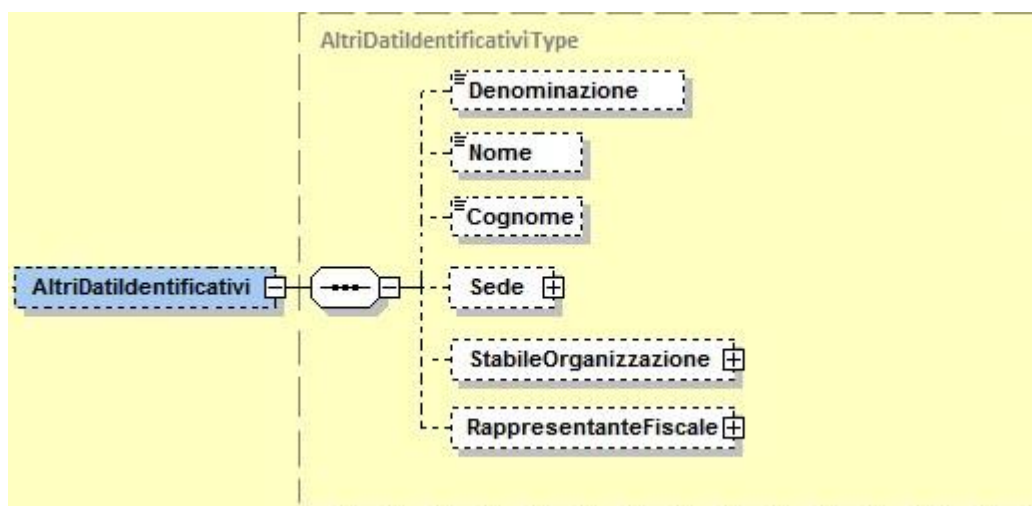 AltriDatiIdentificativiType
Denominazione
Nome
Cognome
AltriDatiIdentificativi
Sede
StabileOrganizzazione
RappresentanteFiscale